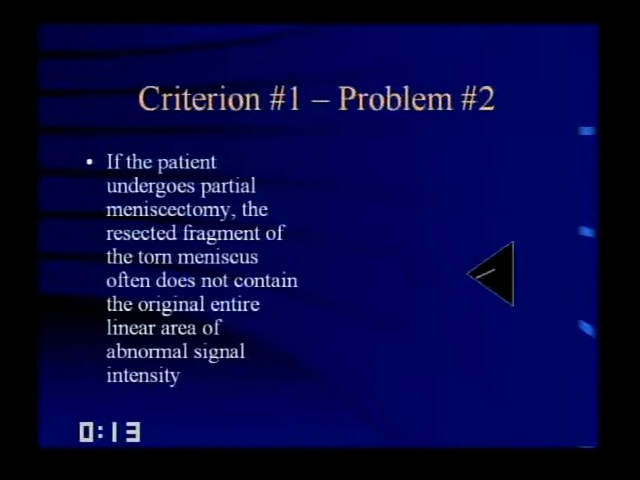 Criterion #1 – Problem #2
• If the patient
undergoes partial
meniscectomy, the
resected fragment of
the torn meniscus
often does not contain
the original entire
linear area of
abnormal signal
intensity
0:13